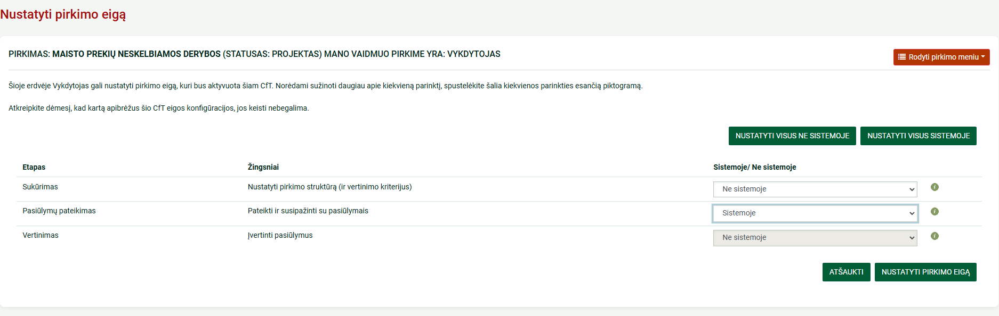 Nustatyti pirkimo eigą
PIRKIMAS: MAISTO PREKIŲ NESKELBIAMOS DERYBOS (STATUSAS: PROJEKTAS) MANO VAIDMUO PIRKIME YRA: VYKDYTOJAS
Rodyti pirkimo meniu
Šioje erdvėje Vykdytojas gali nustatyti pirkimo eigą, kuri bus aktyvuota šiam CfT. Norėdami sužinoti daugiau apie kiekvieną parinktį, spustelėkite šalia kiekvienos parinkties esančią piktogramą.
Atkreipkite dėmesį, kad kartą apibrėžus šio CfT eigos konfigūracijos, jos keisti nebegalima.
NUSTATYTI VISUS NE SISTEMOJE NUSTATYTI VISUS SISTEMOJE
Etapas Žingsniai Sistemoje/ Ne sistemoje
Sukūrimas Nustatyti pirkimo struktūrą (ir vertinimo kriterijus) Ne sistemoje
Pasiūlymų pateikimas Pateikti ir susipažinti su pasiūlymais Sistemoje
Vertinimas Įvertinti pasiūlymus Ne sistemoje
ATŠAUKTI NUSTATYTI PIRKIMO EIGĄ